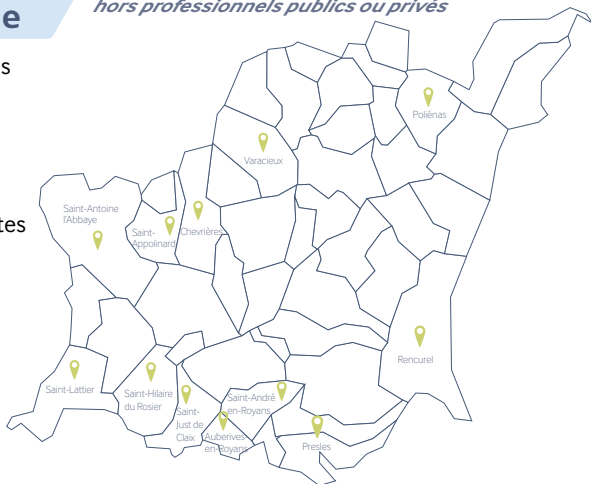 e
hors professionnels publics ou privés
s
tes
Poliénas
Varacieux
Saint-Antoine
l'Abbaye
Saint-
Appolinard
Chevrières
Rencurel
Saint-Lattier
Saint-Hilaire
du Rosier
Saint-
Just de
Claix
Saint-André
en-Royans
Auberives-
en-Royans
Presles